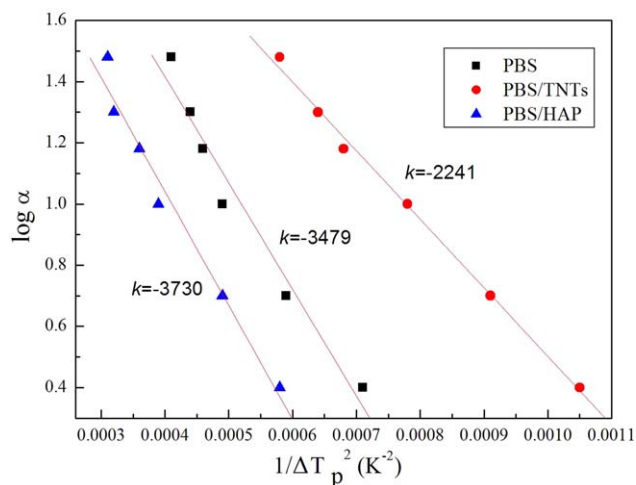 1.6
1.4
1.2
1.0
0.8
0.6
0.4
log α
PBS
PBS/TNTs
PBS/HAP
k=-2241
k=-3479
k=-3730
0.0003 0.0004 0.0005 0.0006 0.0007 0.0008 0.0009 0.0010 0.0011
1/ΔTₚ² (K⁻²)